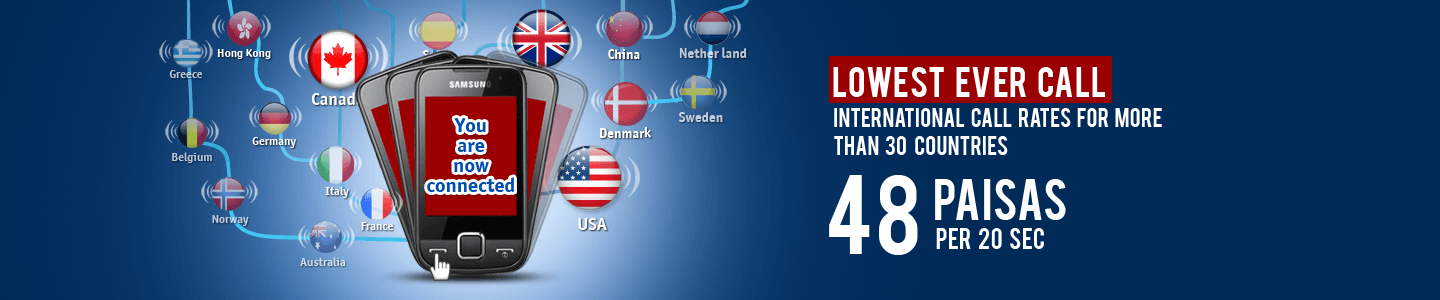 Greece
Hong Kong
Canad
S
China
Nether land
Germany
Denmark
Sweden
Belgium
Italy
Norway
France
Australia
USA
SAMSUNG
You
are
now
connected
LOWEST EVER CALL
INTERNATIONAL CALL RATES FOR MORE
THAN 30 COUNTRIES
48 PAISAS
PER 20 SEC